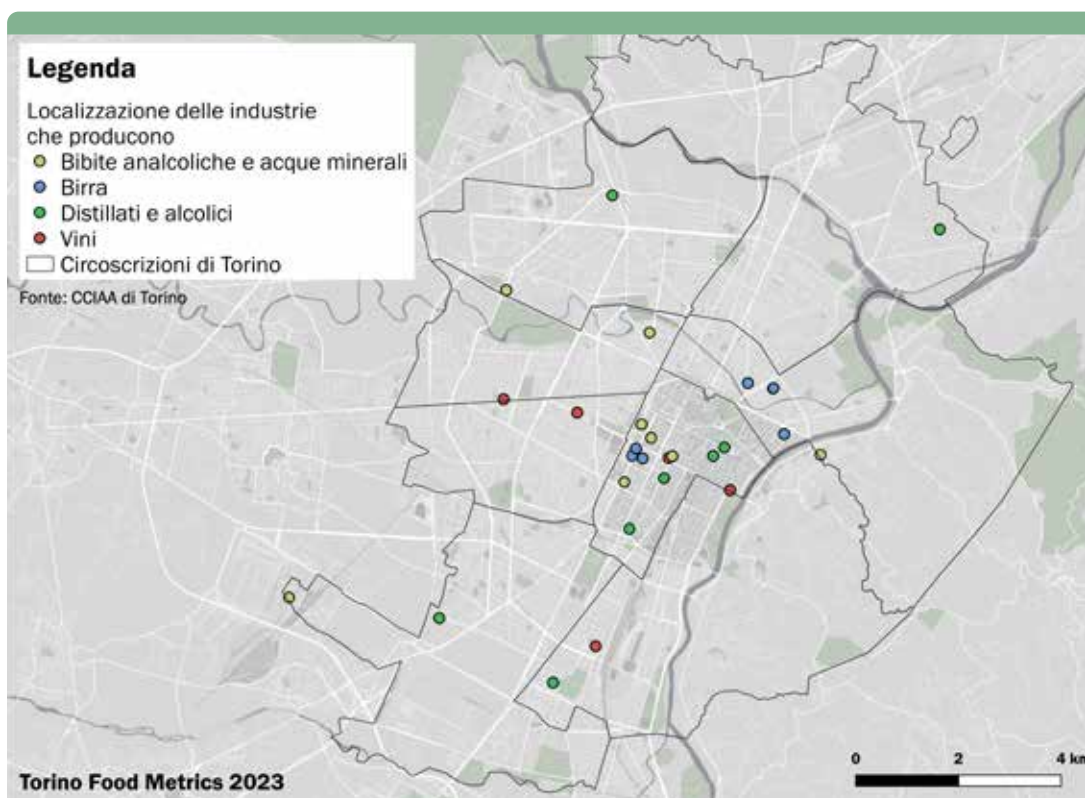 Legenda
Localizzazione delle industrie
che producono
Bibite analcoliche e acque minerali
Birra
Distillati e alcolici
Vini
Circoscrizioni di Torino
Fonte: CCIAA di Torino
Torino Food Metrics 2023
0 2 4 km